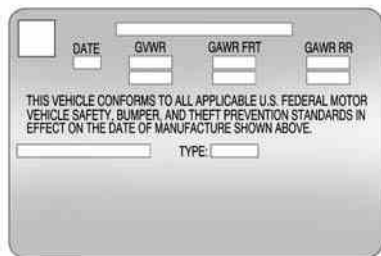 DATE GVWR GAWR FRT GAWR RR
THIS VEHICLE CONFORMS TO ALL APPLICABLE U.S. FEDERAL MOTOR
VEHICLE SAFETY, BUMPER, AND THEFT PREVENTION STANDARDS IN
EFFECT ON THE DATE OF MANUFACTURE SHOWN ABOVE.
TYPE: